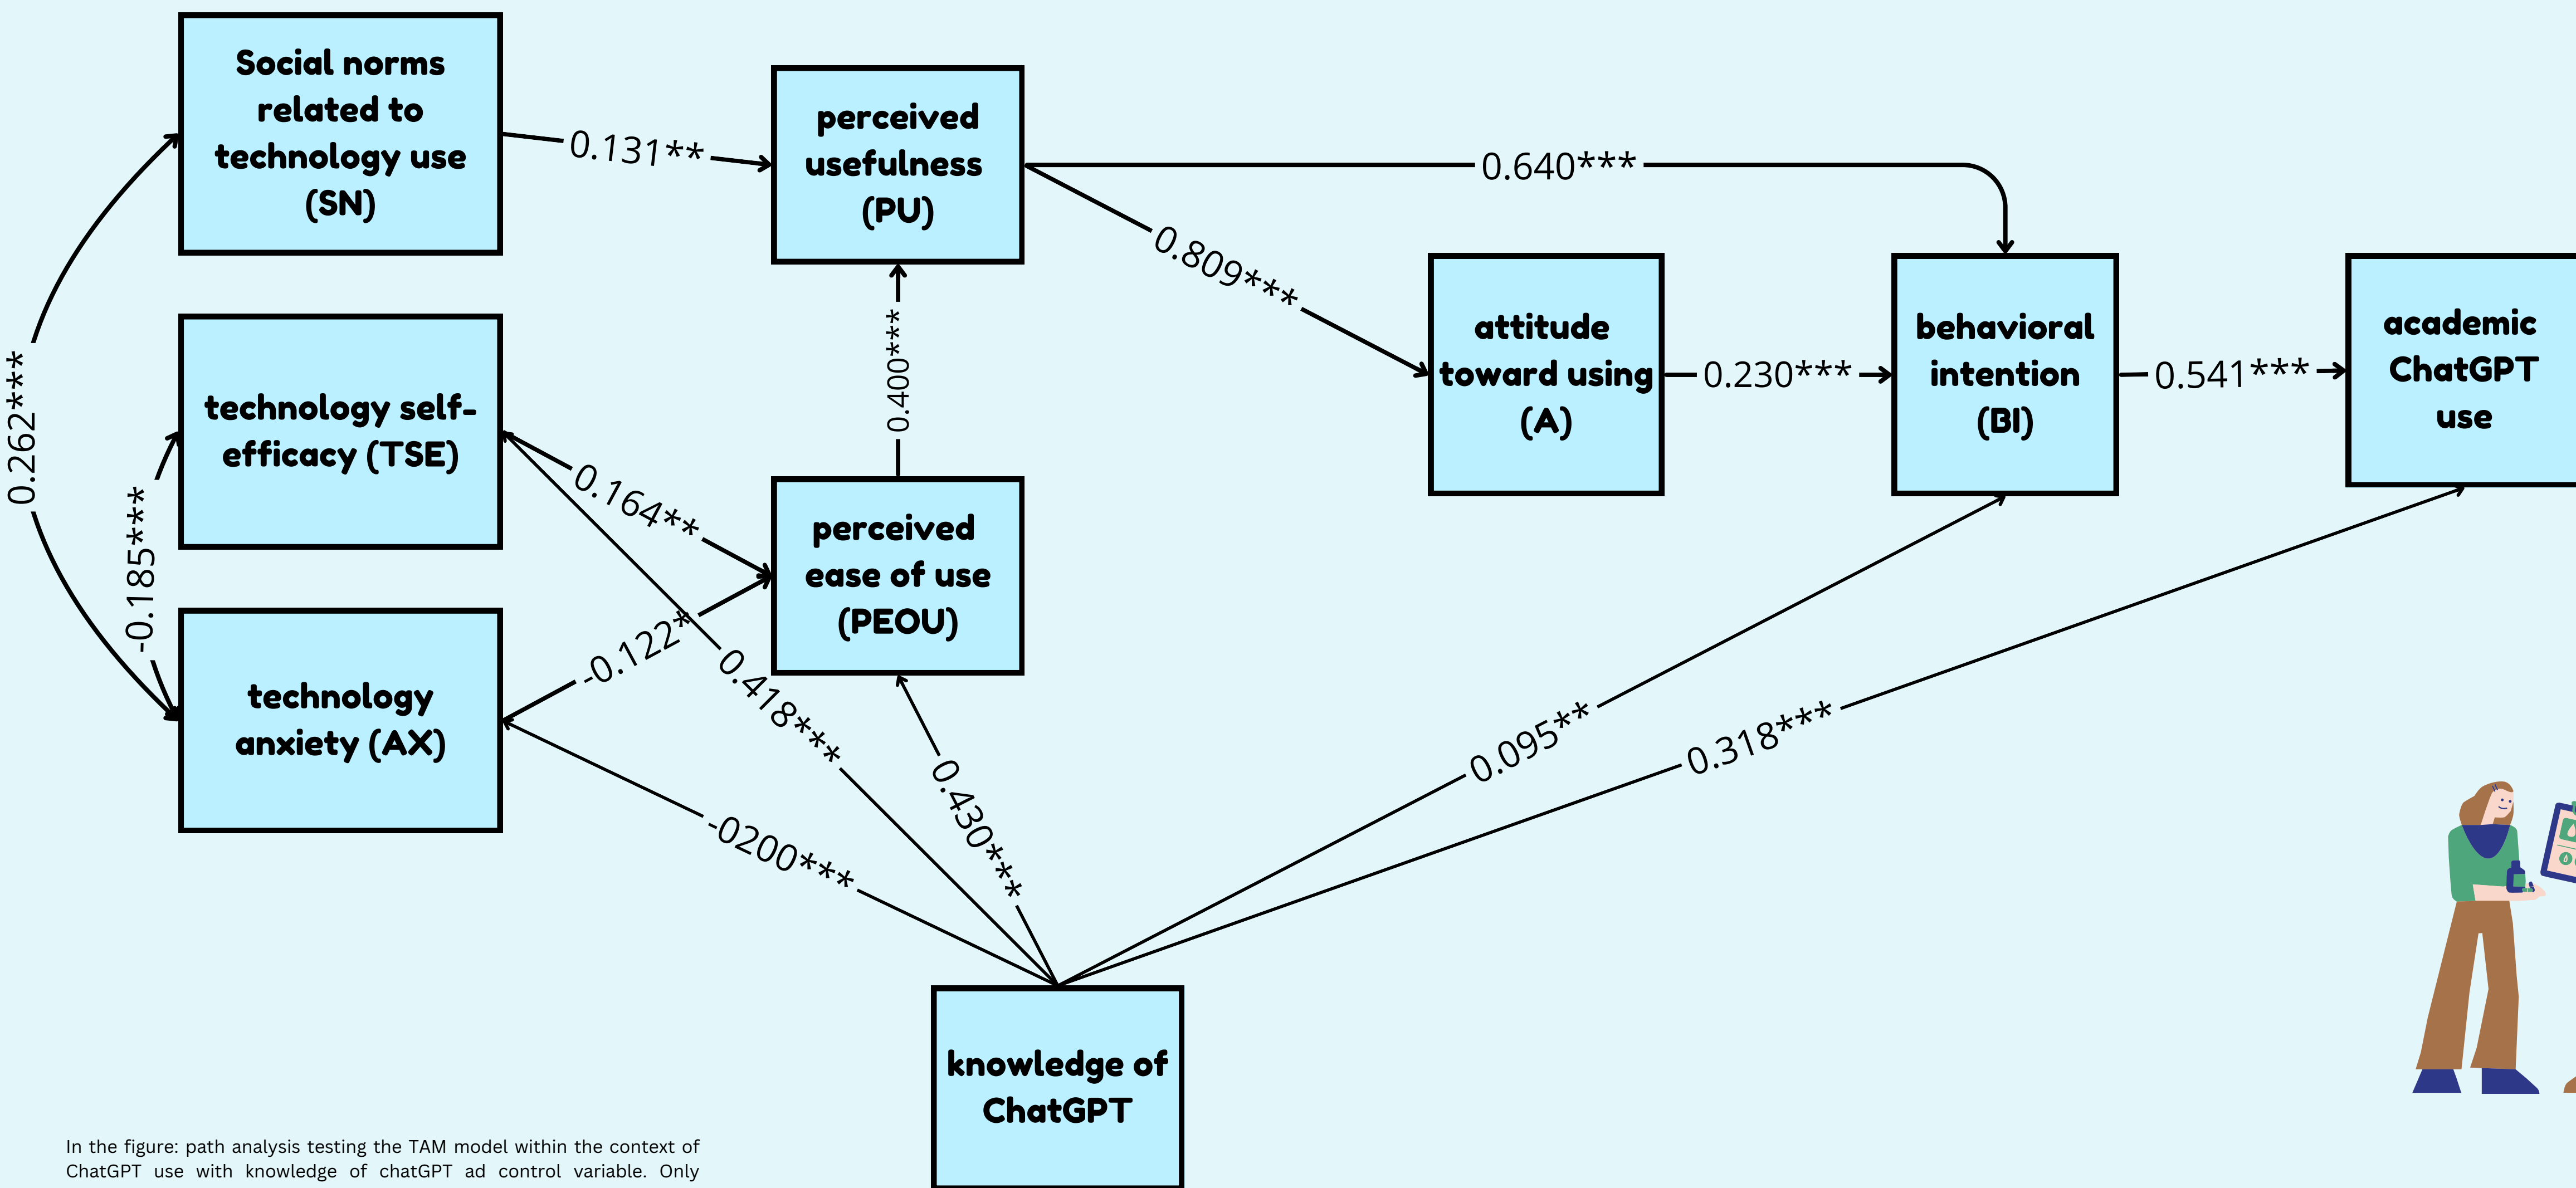 Social norms
related to
technology use
(SN)
0.131**
perceived
usefulness
(PU)
0.640***
0.809***
0.262***
-0.185***
technology self-
efficacy (TSE)
0.164**
0.400***
attitude
toward using
(A)
0.230***
behavioral
intention
(BI)
0.541***
academic
ChatGPT
use
perceived
ease of use
(PEOU)
-0.122*
0.418***
technology
anxiety (AX)
-0200***
0.430***
0.095**
0.318***
knowledge of
ChatGPT
In the figure: path analysis testing the TAM model within the context of
ChatGPT use with knowledge of chatGPT ad control variable. Only